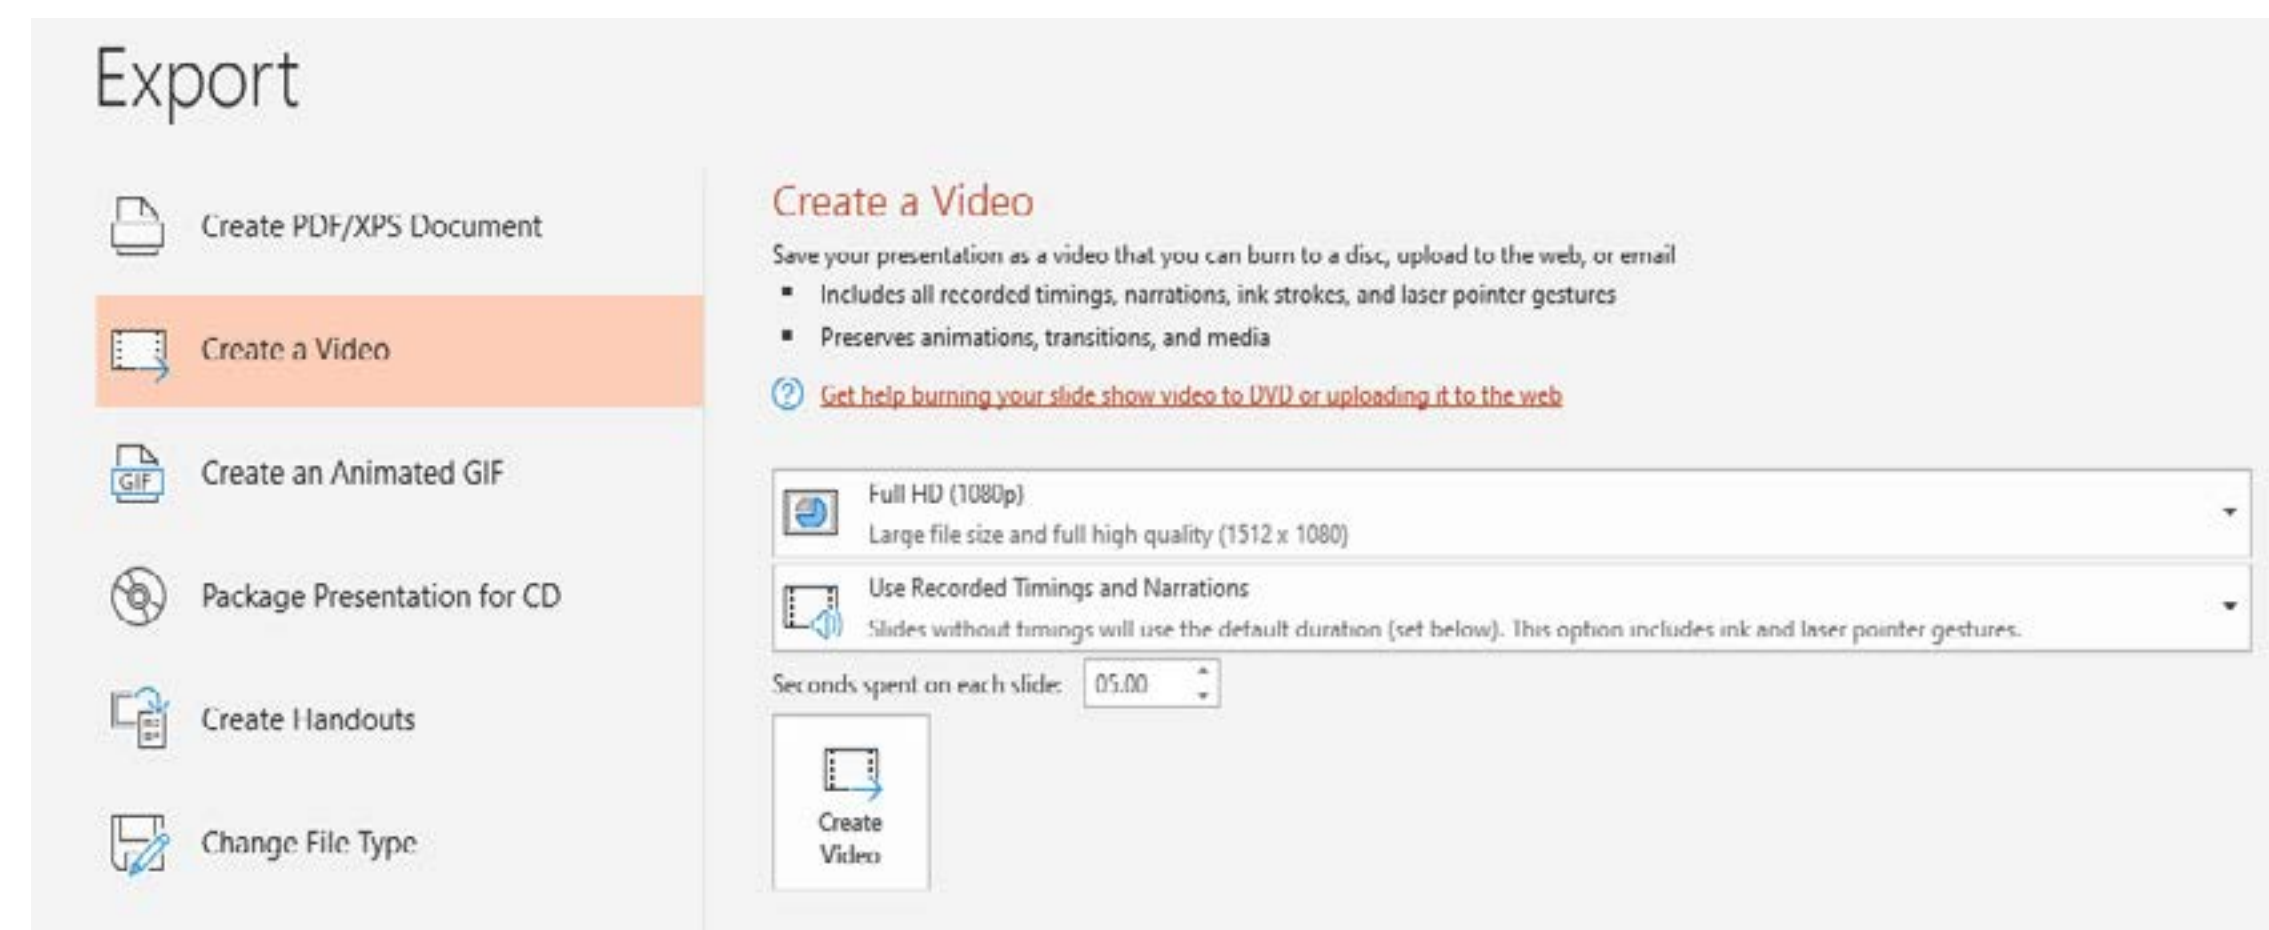 Export
Create PDF/XPS Document
Create a Video
Create an Animated GIF
GIF
Package Presentation for CD
Create Handouts
Change File Type
Create a Video
Save your presentation as a video that you can burn to a disc, upload to the web, or email
▪ Includes all recorded timings, narrations, ink strokes, and laser pointer gestures
▪ Preserves animations, transitions, and media
? Get help burning your slide show video to DVD or uploading it to the web
Full HD (1080p)
Large file size and full high quality (1512 x 1080)
Use Recorded Timings and Narrations
Slides without timings will use the default duration (set below). This option includes ink and laser pointer gestures.
Seconds spent on each slide: 05.00
Create
Video